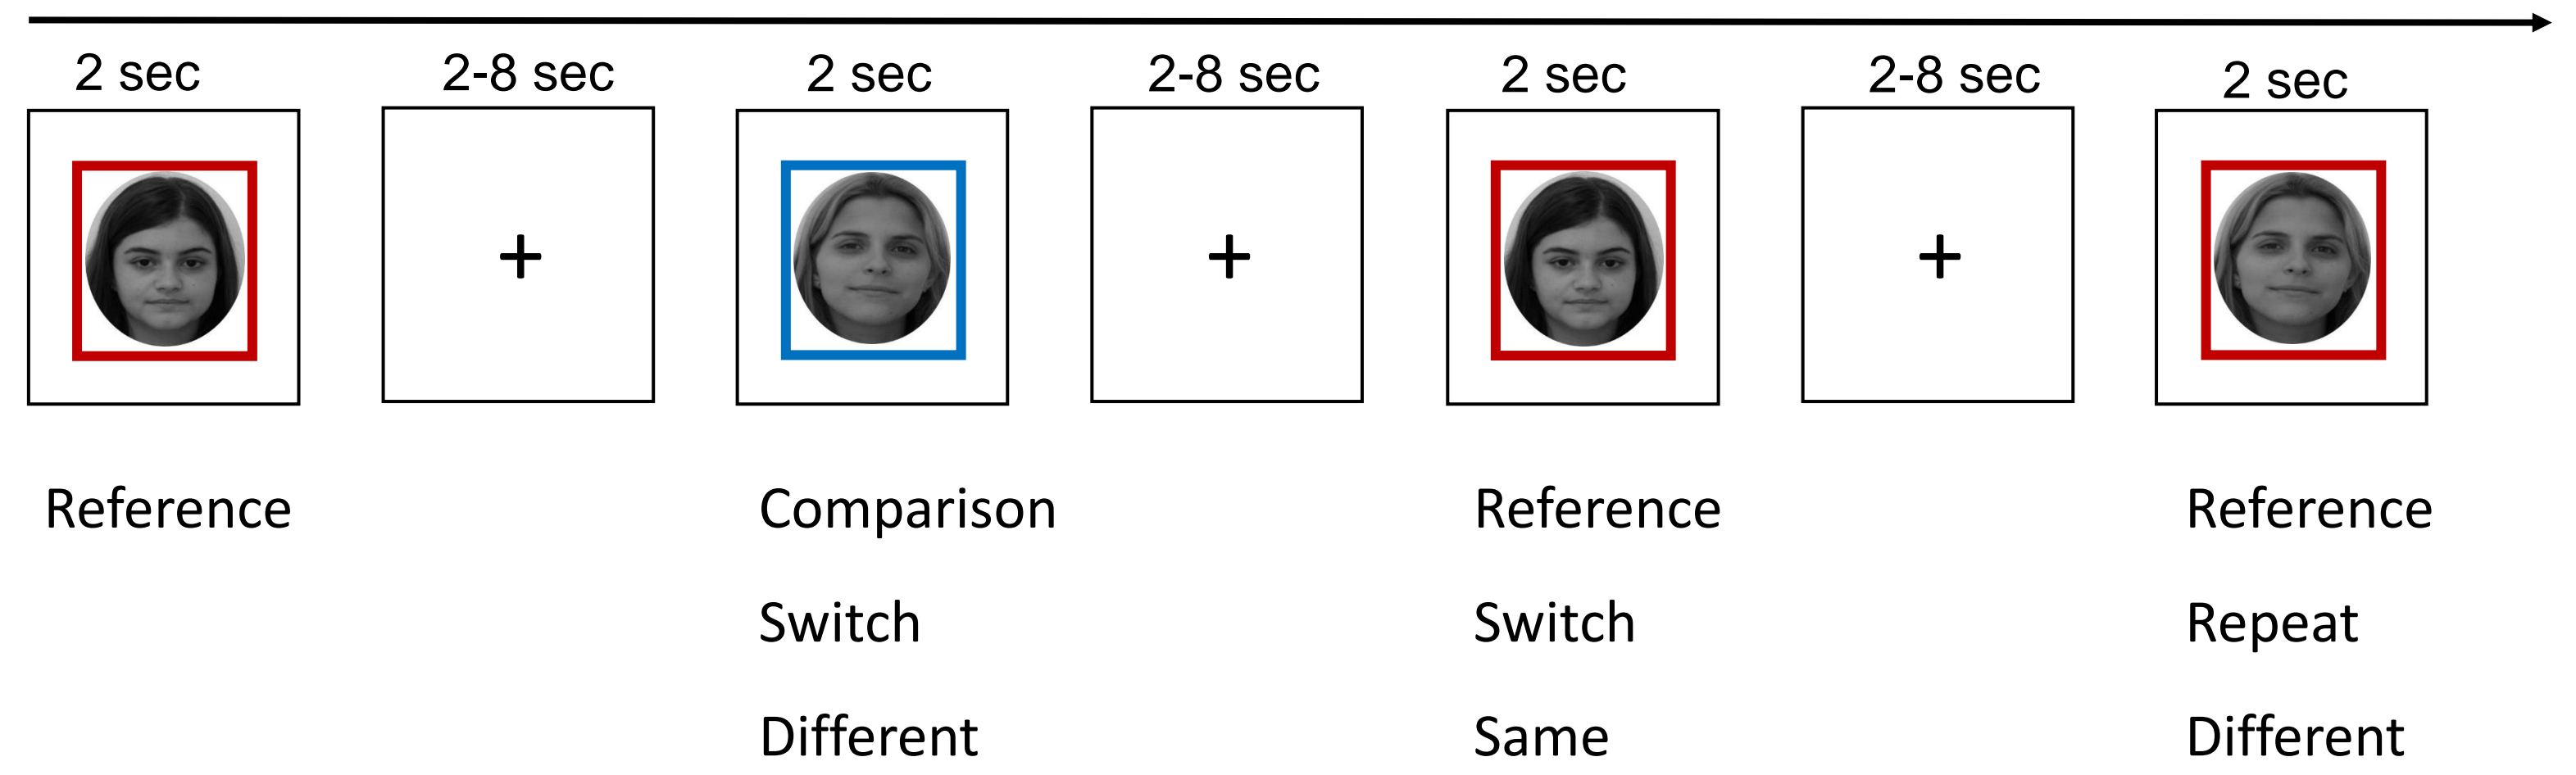 2 sec 2-8 sec 2 sec 2-8 sec 2 sec 2-8 sec 2 sec
+ + +
Reference Comparison Reference Reference
Switch Switch Repeat
Different Same Different